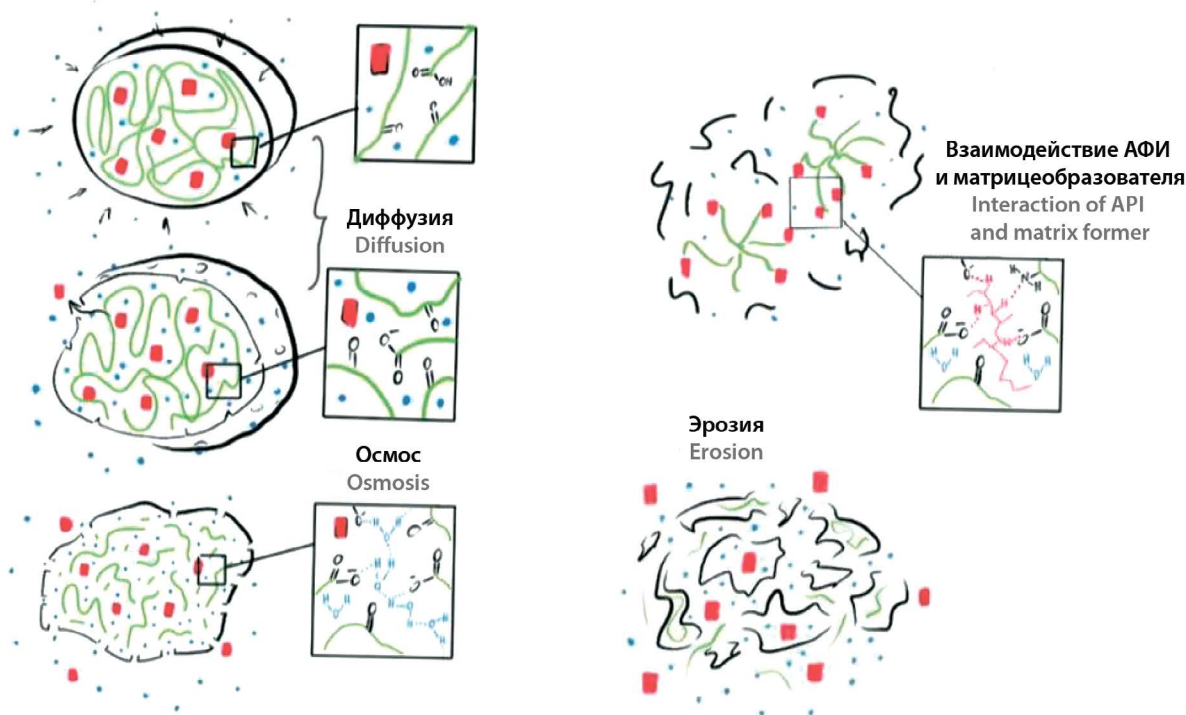 Диффузия
Diffusion
Осмос
Osmosis
Взаимодействие АФИ
и матрицеобразователя
Interaction of API
and matrix former
Эрозия
Erosion